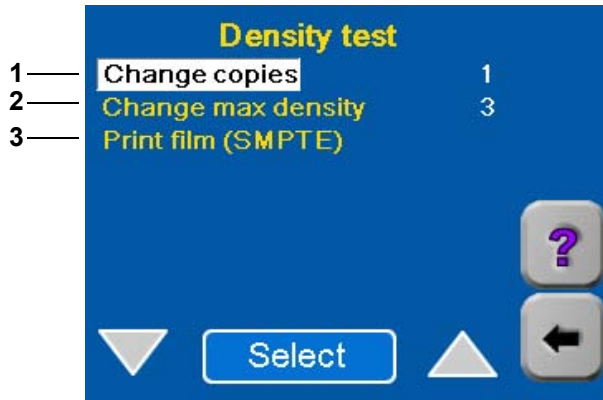 Density test
1 Change copies 1
2 Change max density 3
3 Print film (SMPTE)
?
Select